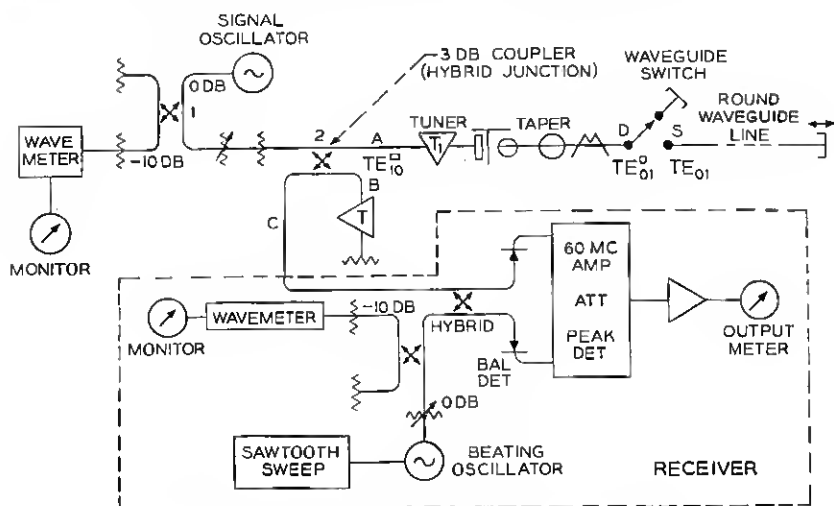 SIGNAL
OSCILLATOR
3 DB COUPLER
(HYBRID JUNCTION)
WAVEGUIDE
SWITCH
0 DB
1
WAVE
METER
-10 DB
2
A
TE□10
TUNER
T1
TAPER
D
S
ROUND
WAVEGUIDE
LINE
TE°01
TE01
B
C
T
MONITOR
60 MC
AMP
ATT
PEAK
DET
-10 DB
MONITOR
WAVEMETER
HYBRID
BAL
DET
OUTPUT
METER
0 DB
SAWTOOTH
SWEEP
BEATING
OSCILLATOR
RECEIVER